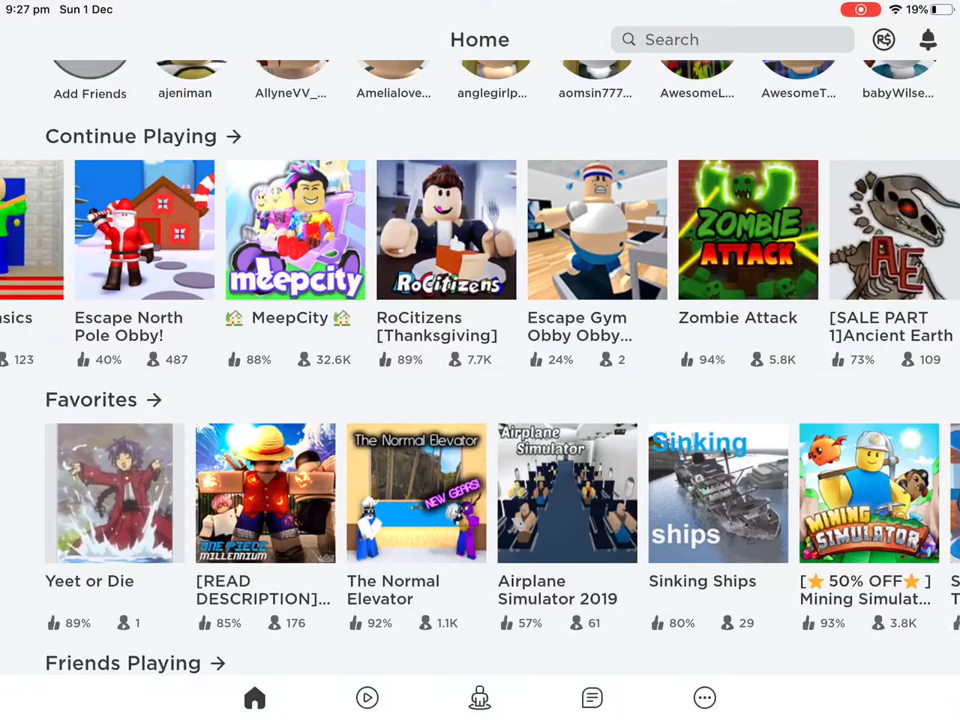 9:27 pm Sun 1 Dec 19%
Home
Search
Add Friends ajeniman AllyneVV_... Amelialove... anglegirlp... aomsin777... AwesomeL... AwesomeT... babyWilse...
Continue Playing →
meepcity
RoCitizens
ZOMBIE
ATTACK
AE
asics
Escape North
Pole Obby!
🏡 MeepCity 🏡
RoCitizens
[Thanksgiving]
Escape Gym
Obby Obby...
Zombie Attack
[SALE PART
1]Ancient Earth
123 40% 487 88% 32.6K 89% 7.7K 24% 2 94% 5.8K 73% 109
Favorites →
ONE PIECE
MILLENNIUM
The Normal Elevator
NEW GEARS!
Airplane
Simulator
Sinking
ships
MINING
SIMULATOR
Yeet or Die
[READ
DESCRIPTION]...
The Normal
Elevator
Airplane
Simulator 2019
Sinking Ships
[⭐ 50% OFF⭐ ]
Mining Simulat...
S
T
89% 1 85% 176 92% 1.1K 57% 61 80% 29 93% 3.8K
Friends Playing →